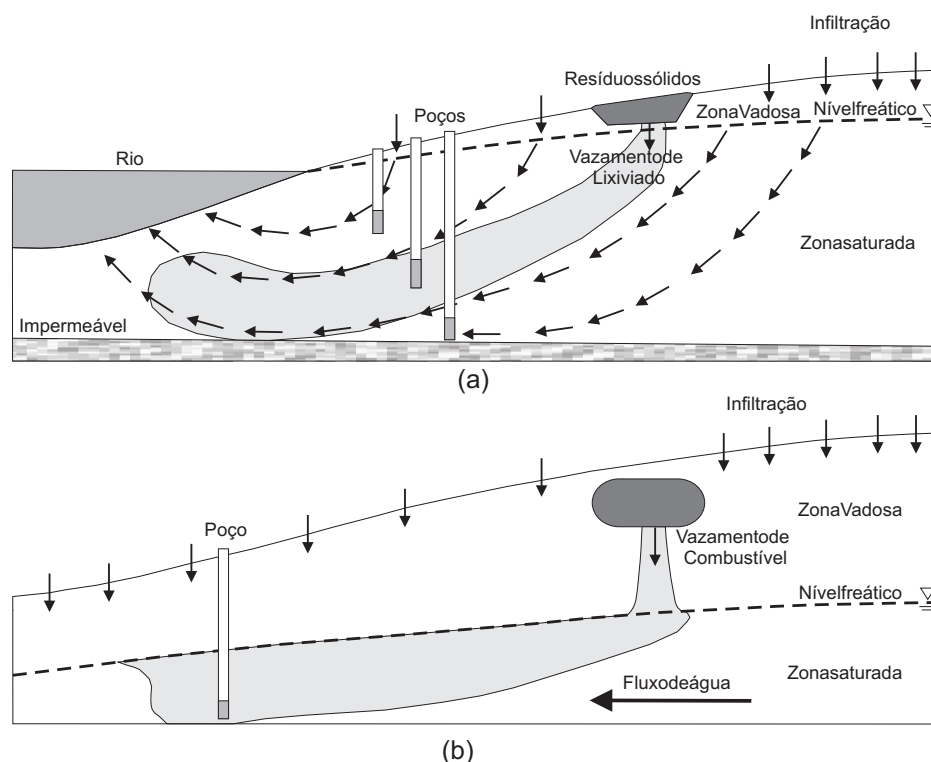 Infiltração
Resíduossólidos
Poços
ZonaVadosa
Nívelfreático
Rio
Vazamentode
Lixiviado
Zonasaturada
Impermeável
(a)
Infiltração
ZonaVadosa
Poço
Vazamentode
Combustível
Nívelfreático
Zonasaturada
Fluxodeágua
(b)